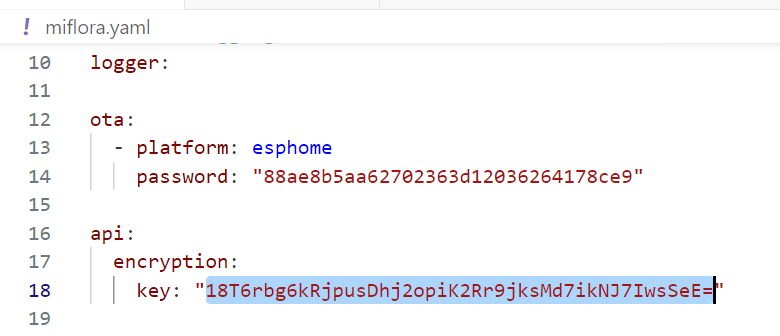 ! miflora.yaml
10 logger:
11
12 ota:
13 - platform: esphome
14 password: "88ae8b5aa62702363d12036264178ce9"
15
16 api:
17 encryption:
18 key: "18T6rbg6kRjpusDhj2opiK2Rr9jksMd7ikNJ7IwsSeE="
19